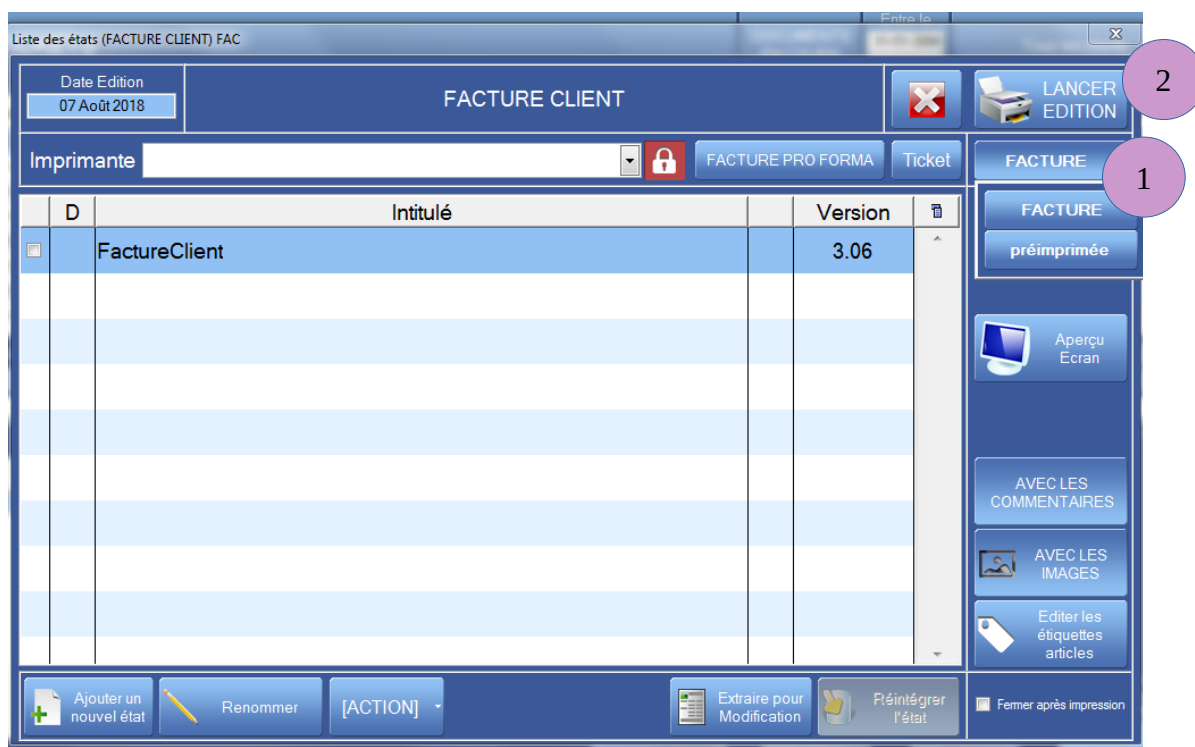 Entre le
Liste des états (FACTURE CLIENT) FAC
Date Edition
07 Août 2018
FACTURE CLIENT
LANCER
EDITION
2
Imprimante
FACTURE PRO FORMA
Ticket
FACTURE
1
D
Intitulé
Version
FACTURE
préimprimée
FactureClient
3.06
Aperçu
Ecran
AVEC LES
COMMENTAIRES
AVEC LES
IMAGES
Editer les
étiquettes
articles
Ajouter un
nouvel état
Renommer
[ACTION]
Extraire pour
Modification
Réintégrer
l'état
Fermer après impression